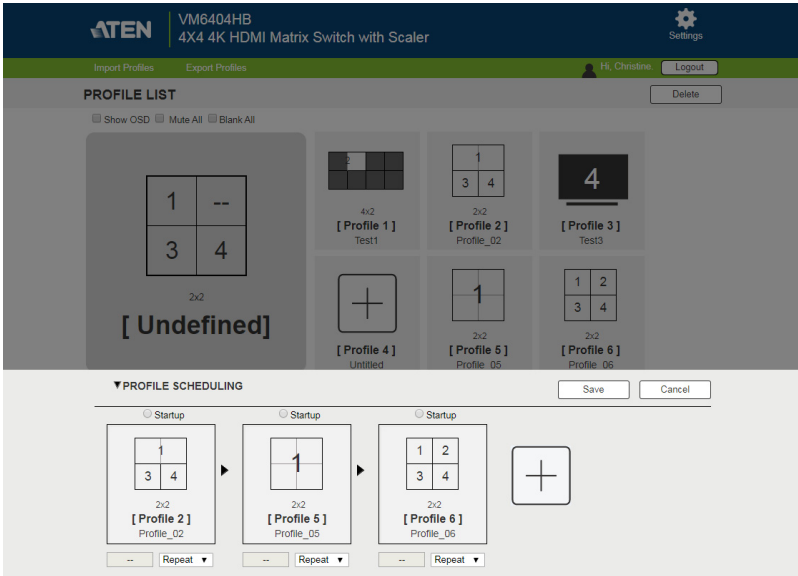 ATEN
VM6404HB
4X4 4K HDMI Matrix Switch with Scaler
Settings
Import Profiles Export Profiles Hi, Christine. Logout
PROFILE LIST Delete
Show OSD Mute All Blank All
1 --
3 4
2x2
[ Undefined]
2
4x2
[ Profile 1 ]
Test1
1
3 4
2x2
[ Profile 2 ]
Profile_02
4
[ Profile 3 ]
Test3
[ Profile 4 ]
Untitled
1
2x2
[ Profile 5 ]
Profile_05
1 2
3 4
2x2
[ Profile 6 ]
Profile_06
▼PROFILE SCHEDULING Save Cancel
Startup Startup Startup
1
3 4
2x2
[ Profile 2 ]
Profile_02
-- Repeat ▼
1
2x2
[ Profile 5 ]
Profile_05
-- Repeat ▼
1 2
3 4
2x2
[ Profile 6 ]
Profile_06
-- Repeat ▼